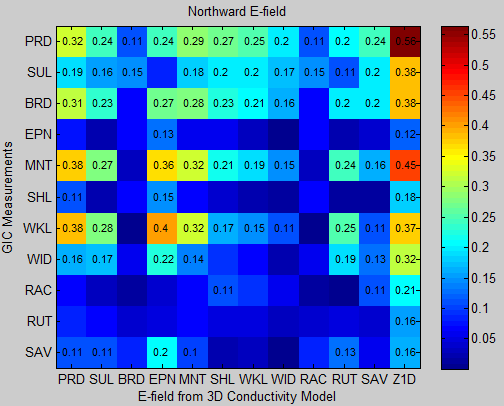 Northward E-field
PRD 0.32 0.24 0.11 0.24 0.29 0.27 0.25 0.2 0.11 0.2 0.24 0.56
SUL 0.19 0.16 0.15 0.18 0.2 0.2 0.17 0.15 0.11 0.2 0.38
BRD 0.31 0.23 0.27 0.28 0.23 0.21 0.16 0.2 0.2 0.38
EPN 0.13 0.12
MNT 0.38 0.27 0.36 0.32 0.21 0.19 0.15 0.24 0.16 0.45
SHL 0.11 0.15 0.18
WKL 0.38 0.28 0.4 0.32 0.17 0.15 0.11 0.25 0.11 0.37
WID 0.16 0.17 0.22 0.14 0.19 0.13 0.32
RAC 0.11 0.11 0.21
RUT 0.16
SAV 0.11 0.11 0.2 0.1 0.13 0.16
PRD SUL BRD EPN MNT SHL WKL WID RAC RUT SAV Z1D
E-field from 3D Conductivity Model
GIC Measurements
0.55
0.5
0.45
0.4
0.35
0.3
0.25
0.2
0.15
0.1
0.05